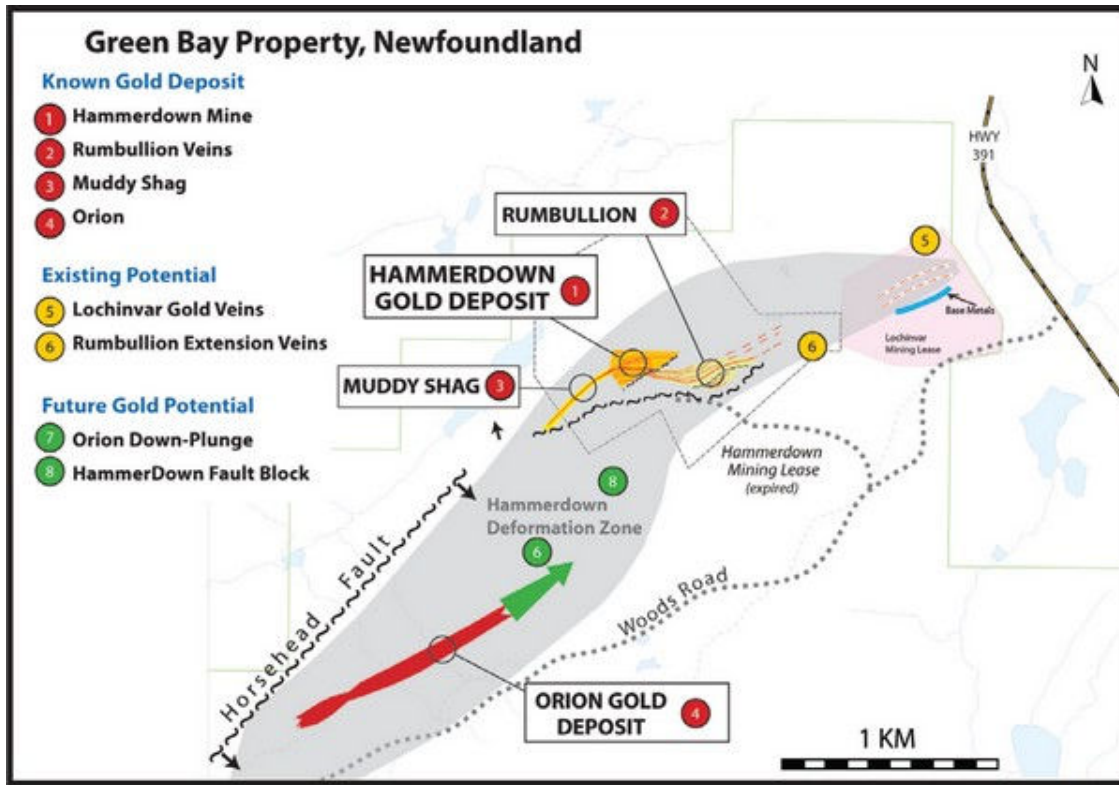 Green Bay Property, Newfoundland
Known Gold Deposit
1 Hammerdown Mine
2 Rumbullion Veins
3 Muddy Shag
4 Orion
Existing Potential
5 Lochinvar Gold Veins
6 Rumbullion Extension Veins
Future Gold Potential
7 Orion Down-Plunge
8 HammerDown Fault Block
N
HWY
391
RUMBULLION 2
5
HAMMERDOWN
GOLD DEPOSIT 1
Base Metals
Lochinvar
Mining Lease
6
MUDDY SHAG 3
Hammerdown
Mining Lease
(expired)
8
Hammerdown
Deformation Zone
6
Horsehead Fault
Woods Road
ORION GOLD
DEPOSIT 4
1 KM